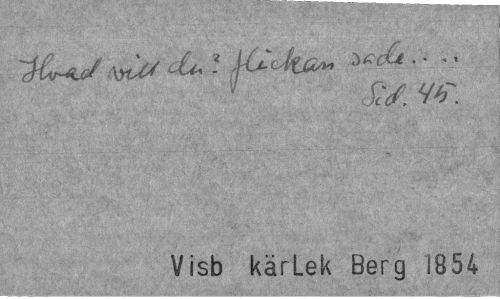 Hvad vill du? flickan sade....
Sid. 45.
Visb kärLek Berg 1854